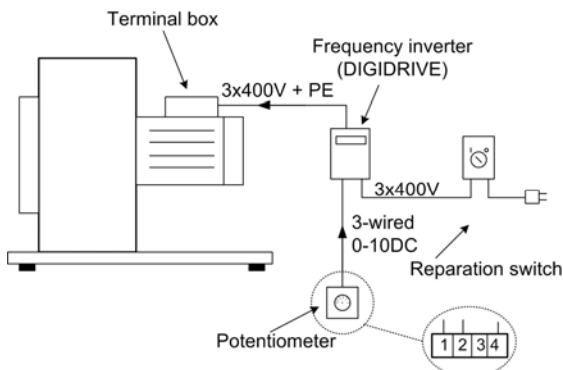 Terminal box
Frequency inverter
(DIGIDRIVE)
3x400V + PE
I O
3x400V
3-wired
0-10DC
Reparation switch
Potentiometer
1 2 3 4